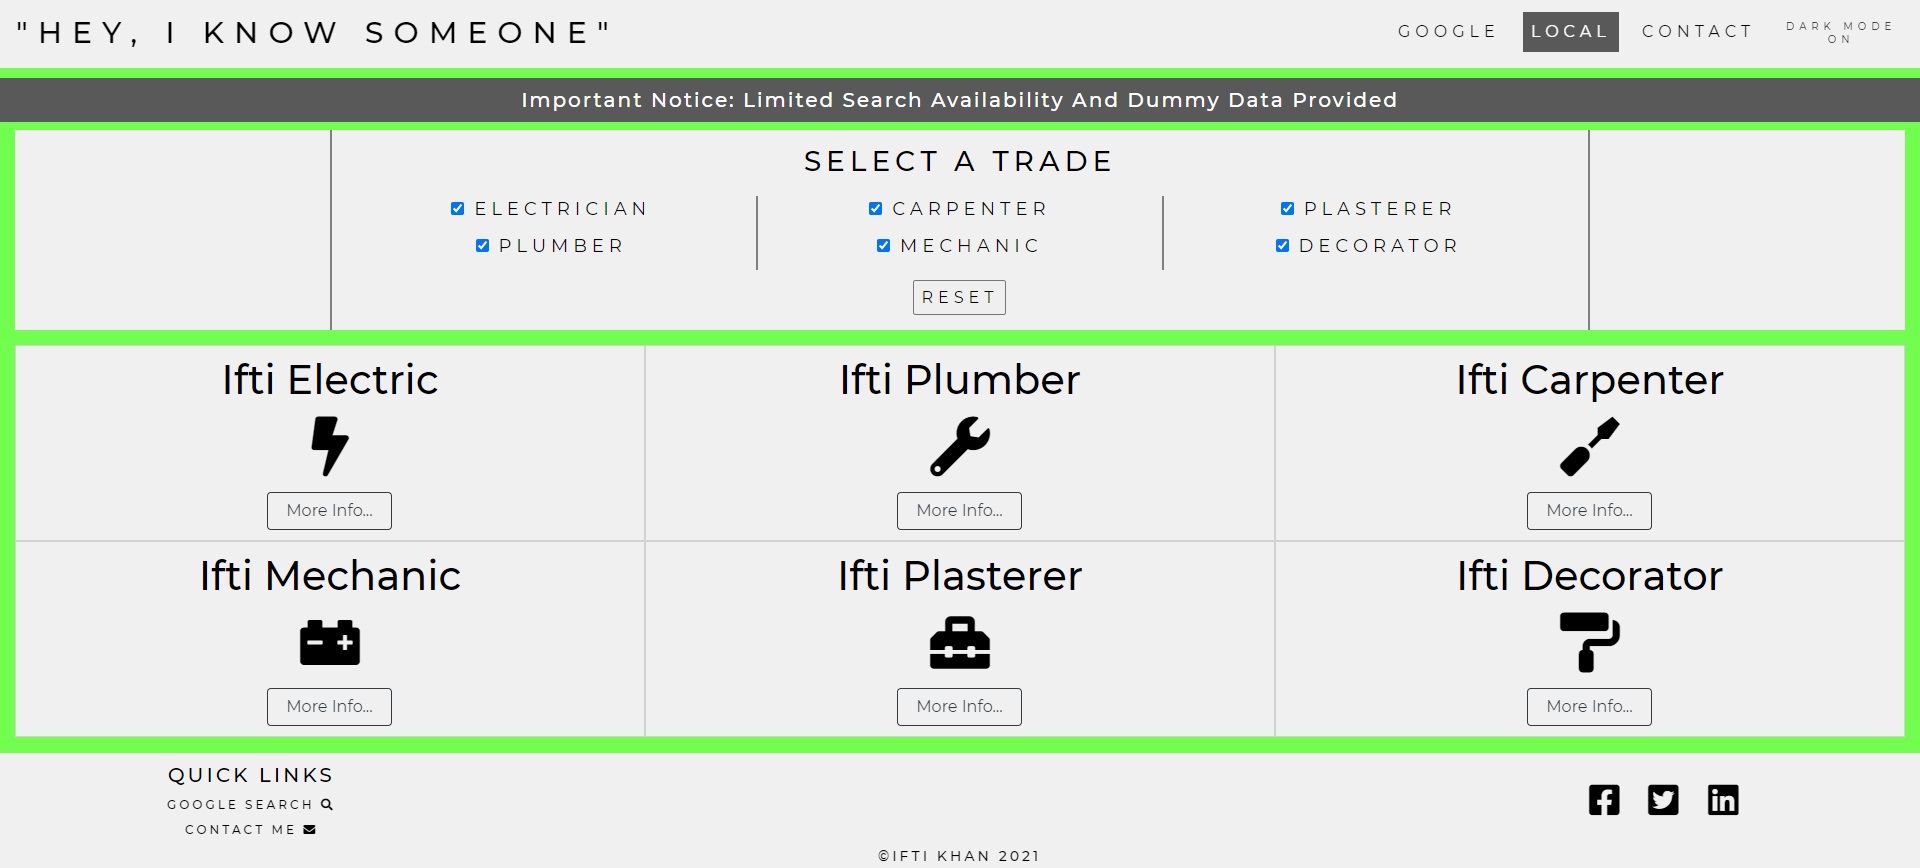 "HEY, I KNOW SOMEONE"
GOOGLE
LOCAL
CONTACT
DARK MODE
ON
Important Notice: Limited Search Availability And Dummy Data Provided
SELECT A TRADE
ELECTRICIAN
CARPENTER
PLASTERER
PLUMBER
MECHANIC
DECORATOR
RESET
Ifti Electric
Ifti Plumber
Ifti Carpenter
More Info...
More Info...
More Info...
Ifti Mechanic
Ifti Plasterer
Ifti Decorator
More Info...
More Info...
More Info...
QUICK LINKS
GOOGLE SEARCH
CONTACT ME
©IFTI KHAN 2021